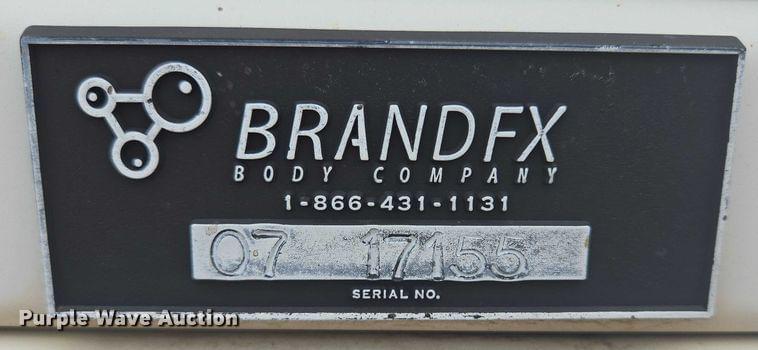 BRANDFX
BODY COMPANY
1-866-431-1131
07 17155
SERIAL NO.
Purple Wave Auction